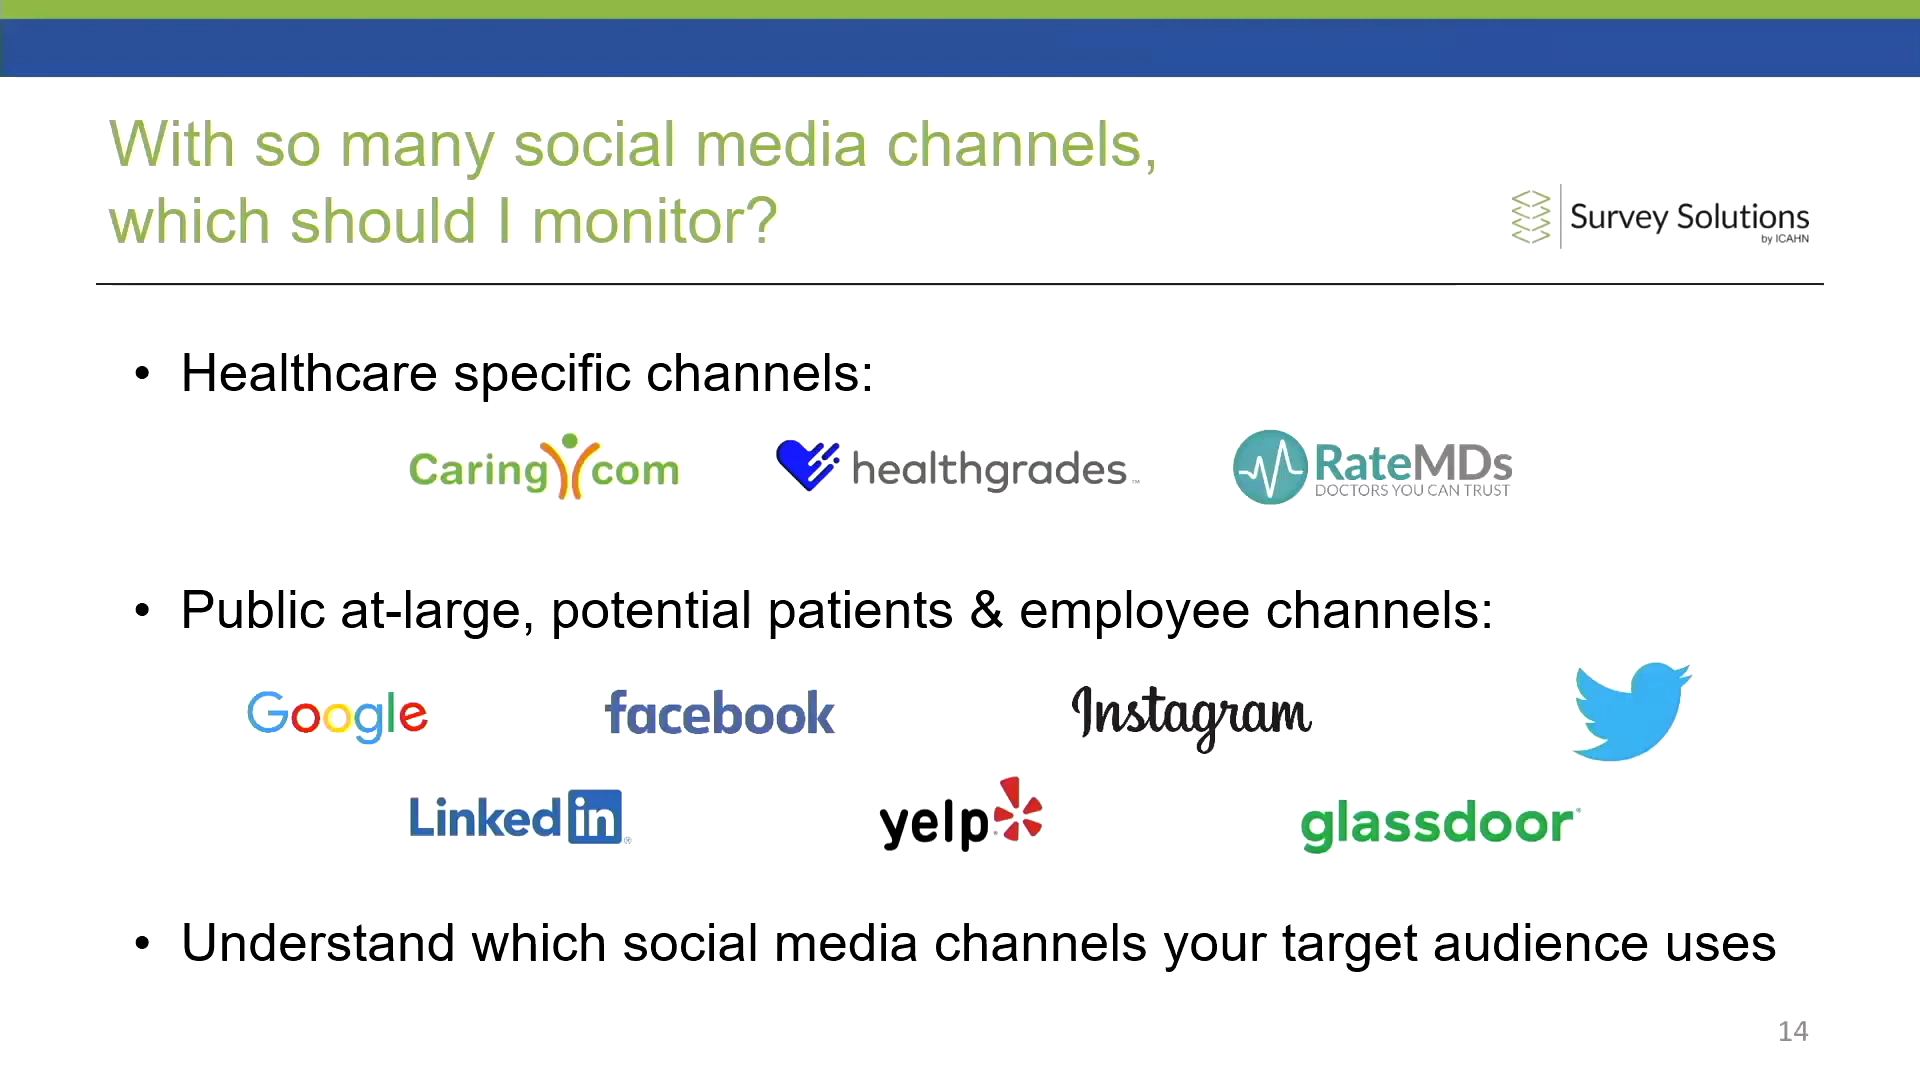 With so many social media channels,
which should I monitor?
Survey Solutions
by ICAHN
• Healthcare specific channels:
Caring com
healthgrades™
RateMDs
DOCTORS YOU CAN TRUST
• Public at-large, potential patients & employee channels:
Google
facebook
Instagram
Linkedin®
yelp
glassdoor
• Understand which social media channels your target audience uses
14